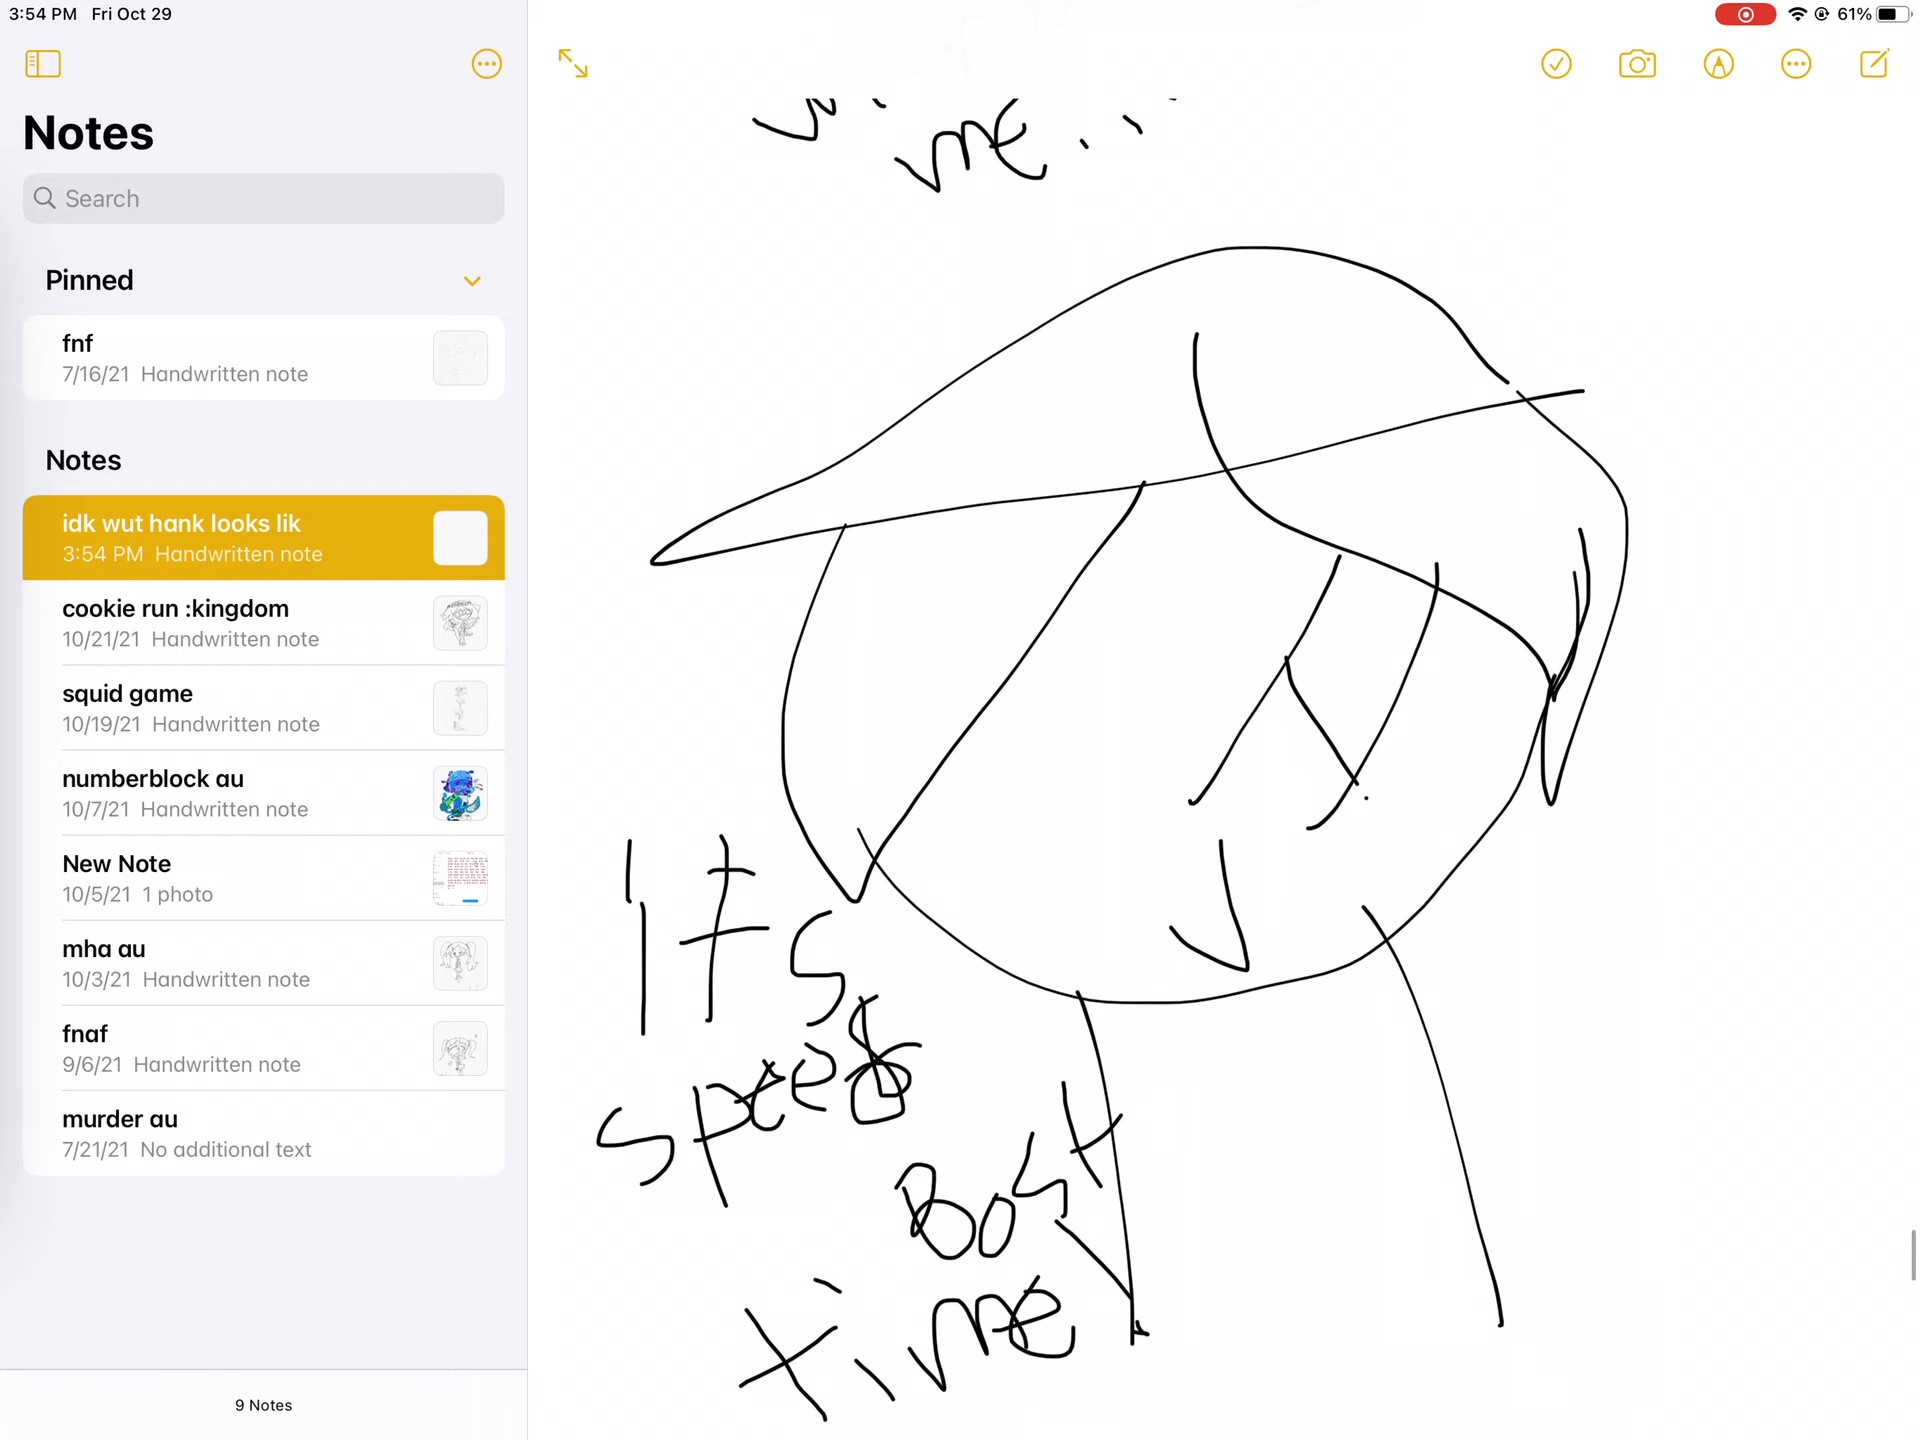 3:54 PM Fri Oct 29
61%
Notes
Search
Pinned
fnf
7/16/21 Handwritten note
Notes
idk wut hank looks lik
3:54 PM Handwritten note
cookie run :kingdom
10/21/21 Handwritten note
squid game
10/19/21 Handwritten note
numberblock au
10/7/21 Handwritten note
New Note
10/5/21 1 photo
mha au
10/3/21 Handwritten note
fnaf
9/6/21 Handwritten note
murder au
7/21/21 No additional text
9 Notes
me...
Its
speed
Bost
time